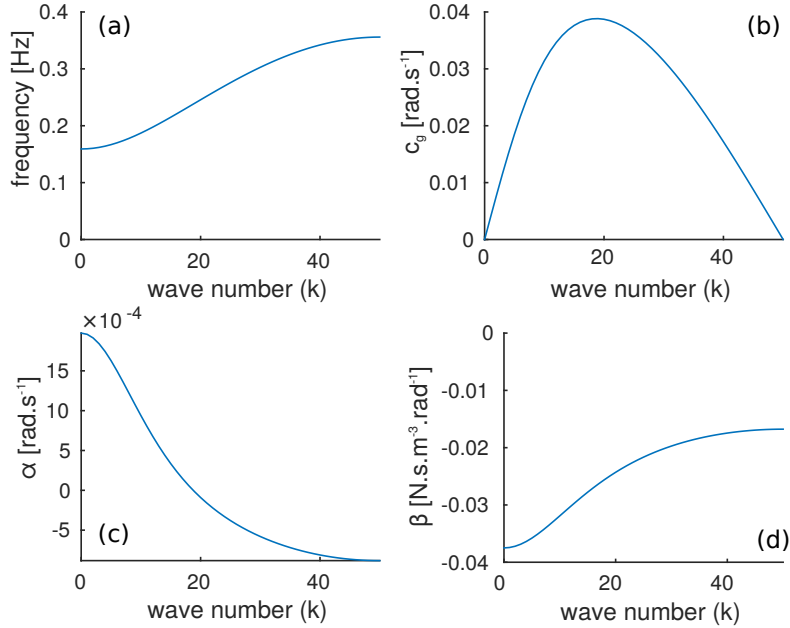 (a)
frequency [Hz]
0.4
0.3
0.2
0.1
0
0 20 40
wave number (k)
(b)
c_g [rad.s⁻¹]
0.04
0.03
0.02
0.01
0
0 20 40
wave number (k)
×10⁻⁴
α [rad.s⁻¹]
15
10
5
0
-5
(c)
0 20 40
wave number (k)
β [N.s.m⁻³.rad⁻¹]
0
-0.01
-0.02
-0.03
-0.04
(d)
0 20 40
wave number (k)